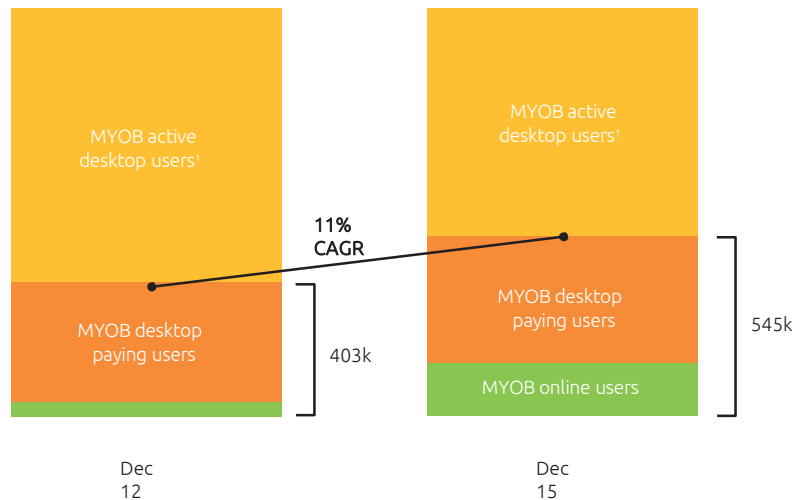 MYOB active
desktop users¹
MYOB active
desktop users¹
11%
CAGR
MYOB desktop
paying users
403k
MYOB desktop
paying users
545k
MYOB online users
Dec
12
Dec
15